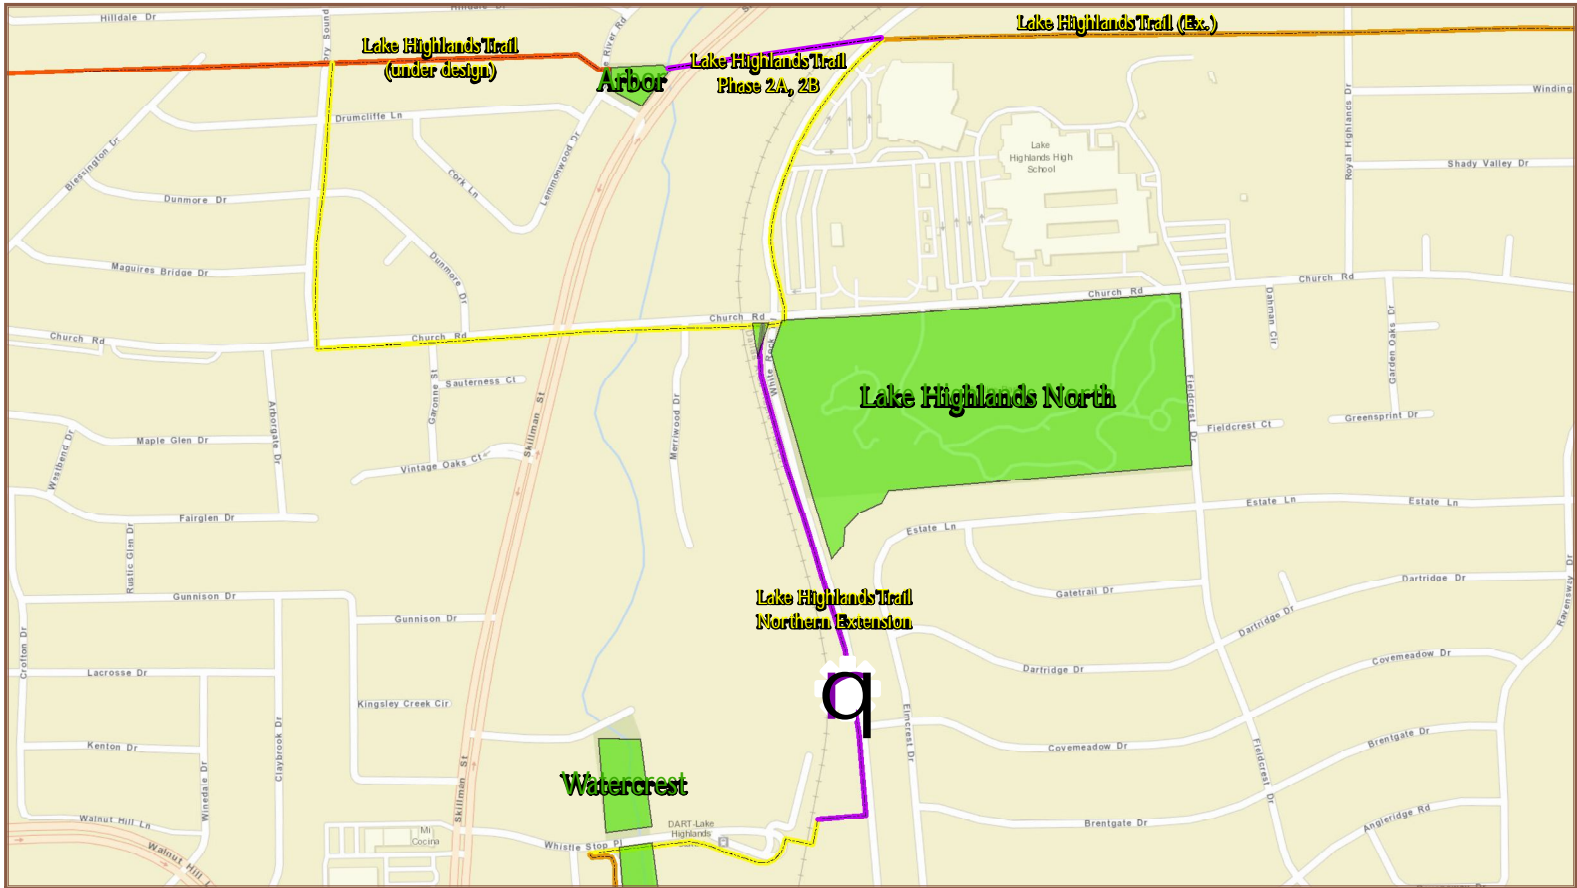 Hilldale Dr
Lake Highlands Trail (Ex.)
Lake Highlands Trail
(under design)
River Rd
ory Sound
Lake Highlands Trail
Phase 2A, 2B
Arbor
Winding
Drumcliffe Ln
Royal Highlands Dr
Lake
Highlands High
School
Shady Valley Dr
Blessington Dr
Cork Ln
Lemmonwood Dr
Dunmore Dr
Maguires Bridge Dr
Dunmore Dr
Church Rd
Church Rd
Church Rd
Church Rd
Church Rd
Dahman Cir
Garden Oaks Dr
White Rock
Sauterness Ct
Garonne St
Lake Highlands North
Fieldcrest Dr
Greensprint Dr
Fieldcrest Ct
Arborgate Dr
Merriwood Dr
Skillman St
Maple Glen Dr
Westbend Dr
Vintage Oaks Ct
Estate Ln
Estate Ln
Estate Ln
Fairglen Dr
Rustic Glen Dr
Dartridge Dr
Gatetrail Dr
Ravensway Dr
Gunnison Dr
Lake Highlands Trail
Northern Extension
Gunnison Dr
Dartridge Dr
Crofton Dr
Covemeadow Dr
Dartridge Dr
Lacrosse Dr
q
Kingsley Creek Cir
Elmcrest Dr
Claybrook Dr
Kenton Dr
Covemeadow Dr
Brentgate Dr
Fieldcrest Dr
Winedale Dr
Skillman St
Watercrest
Walnut Hill Ln
DART-Lake
Highlands
Brentgate Dr
Angleridge Rd
Mi
Cocina
Whistle Stop Pl
Walnut Hill L